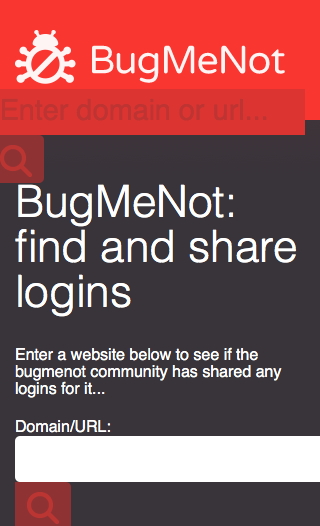 BugMeNot
Enter domain or url...
BugMeNot:
find and share
logins
Enter a website below to see if the
bugmenot community has shared any
logins for it...
Domain/URL: